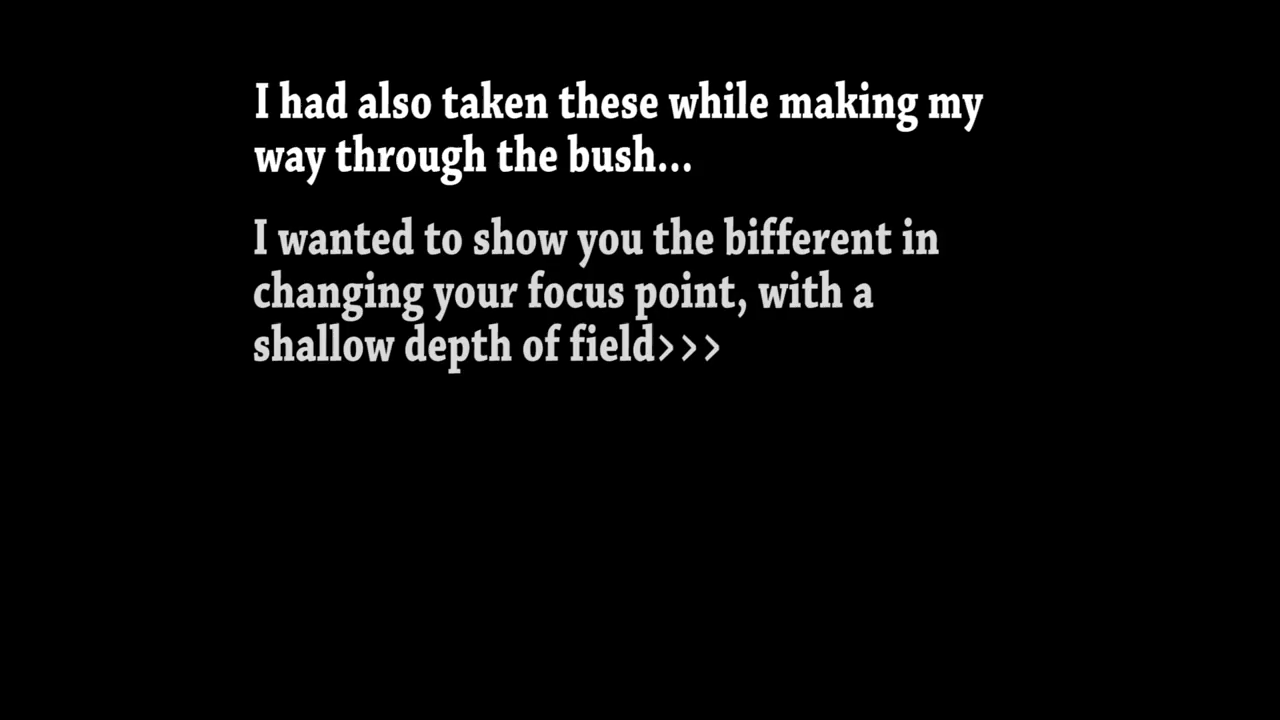 I had also taken these while making my
way through the bush...
I wanted to show you the bifferent in
changing your focus point, with a
shallow depth of field>>>